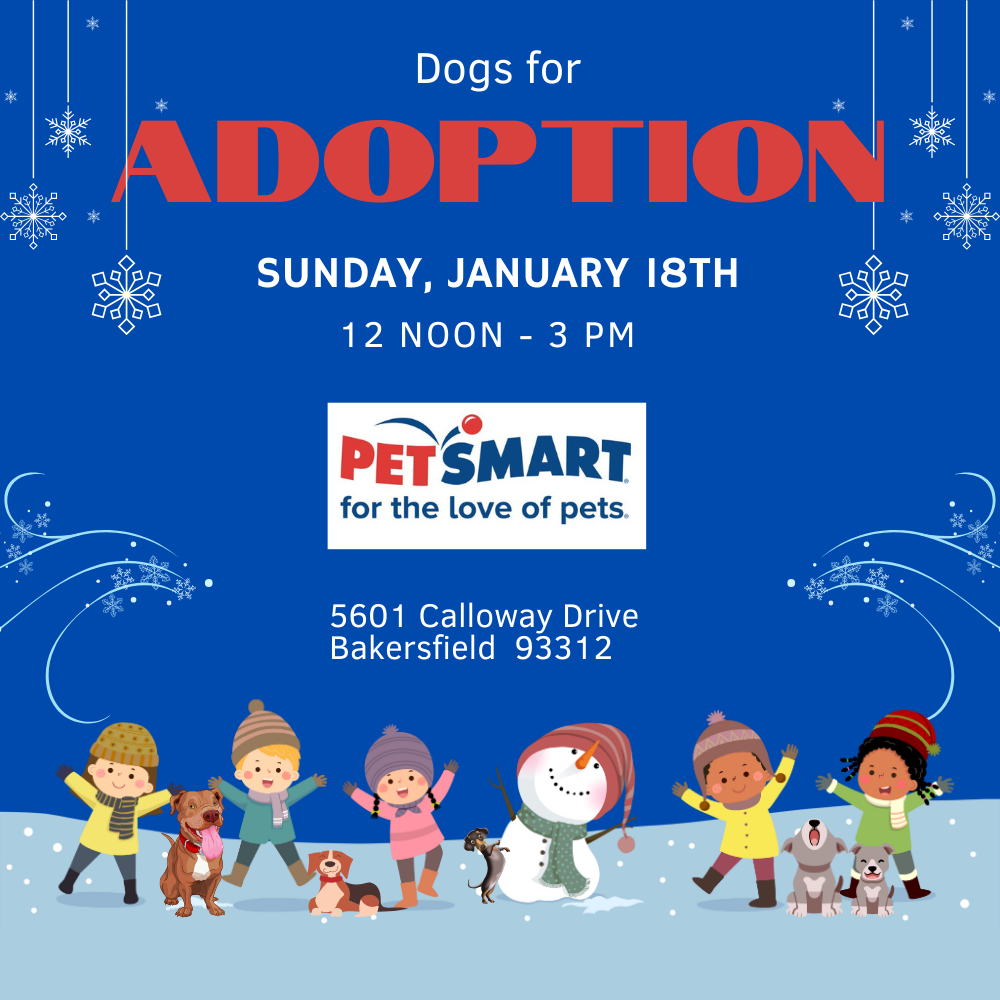 Dogs for
ADOPTION
SUNDAY, JANUARY 18TH
12 NOON - 3 PM
PETSMART
for the love of pets.
5601 Calloway Drive
Bakersfield 93312